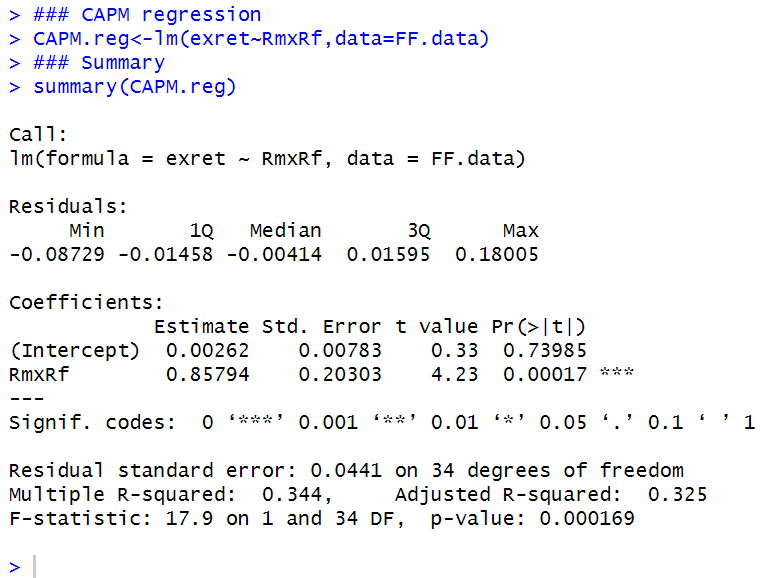 > ### CAPM regression
> CAPM.reg<-lm(exret~RmxRf,data=FF.data)
> ### Summary
> summary(CAPM.reg)

Call:
lm(formula = exret ~ RmxRf, data = FF.data)

Residuals:
     Min       1Q   Median       3Q      Max
-0.08729 -0.01458 -0.00414  0.01595  0.18005

Coefficients:
            Estimate Std. Error t value Pr(>|t|)
(Intercept)  0.00262    0.00783    0.33  0.73985
RmxRf        0.85794    0.20303    4.23  0.00017 ***
---
Signif. codes:  0 ‘***’ 0.001 ‘**’ 0.01 ‘*’ 0.05 ‘.’ 0.1 ‘ ’ 1

Residual standard error: 0.0441 on 34 degrees of freedom
Multiple R-squared:  0.344,	Adjusted R-squared:  0.325
F-statistic: 17.9 on 1 and 34 DF,  p-value: 0.000169

>